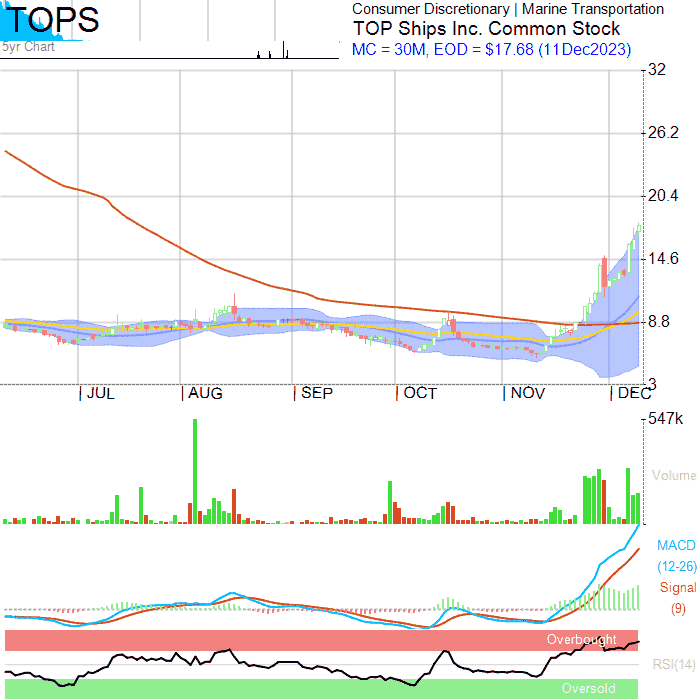 TOPS
5yr Chart
Consumer Discretionary | Marine Transportation
TOP Ships Inc. Common Stock
MC = 30M, EOD = $17.68 (11Dec2023)
32
26.2
20.4
14.6
8.8
3
JUL AUG SEP OCT NOV DEC
547k
Volume
MACD
(12-26)
Signal
(9)
Overbought
RSI(14)
Oversold